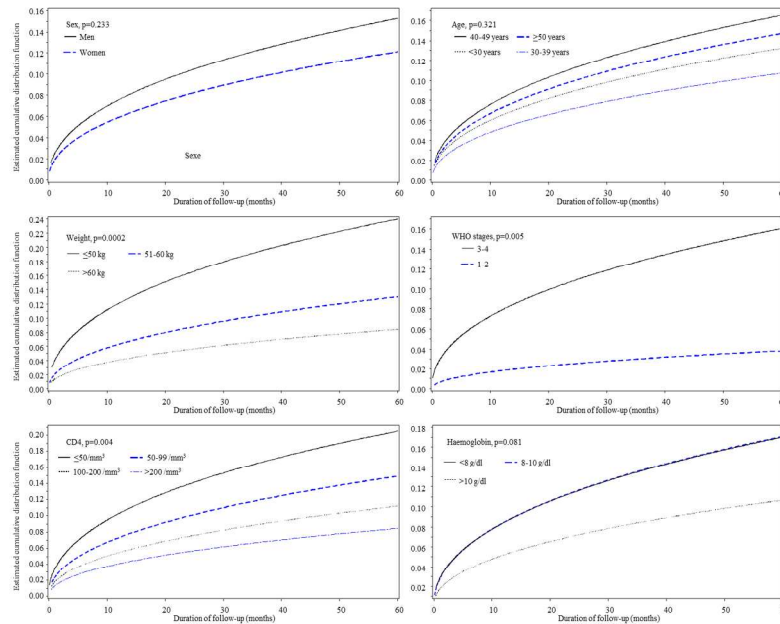 Estimated cumulative distribution function
0.16
0.14
0.12
0.10
0.08
0.06
0.04
0.02
0.00
Sex, p=0.233
Men
Women
Sexe
0 10 20 30 40 50 60
Duration of follow-up (months)
0.16
0.14
0.12
0.10
0.08
0.06
0.04
0.02
0.00
Age, p=0.321
40-49 years ≥50 years
<30 years 30-39 years
0 10 20 30 40 50 60
Duration of follow-up (months)
Estimated cumulative distribution function
0.24
0.22
0.20
0.18
0.16
0.14
0.12
0.10
0.08
0.06
0.04
0.02
0.00
Weight, p=0.0002
≤50 kg 51-60 kg
>60 kg
0 10 20 30 40 50 60
Duration of follow-up (months)
0.16
0.14
0.12
0.10
0.08
0.06
0.04
0.02
0.00
WHO stages, p=0.005
3-4
1-2
0 10 20 30 40 50 60
Duration of follow-up (months)
Estimated cumulative distribution function
0.20
0.18
0.16
0.14
0.12
0.10
0.08
0.06
0.04
0.02
0.00
CD4, p=0.004
≤50/mm³ 50-99 /mm³
100-200 /mm³ >200 /mm³
0 10 20 30 40 50 60
Duration of follow-up (months)
0.18
0.16
0.14
0.12
0.10
0.08
0.06
0.04
0.02
Haemoglobin, p=0.081
<8 g/dl 8-10 g/dl
>10 g/dl
0 10 20 30 40 50 60
Duration of follow-up (months)